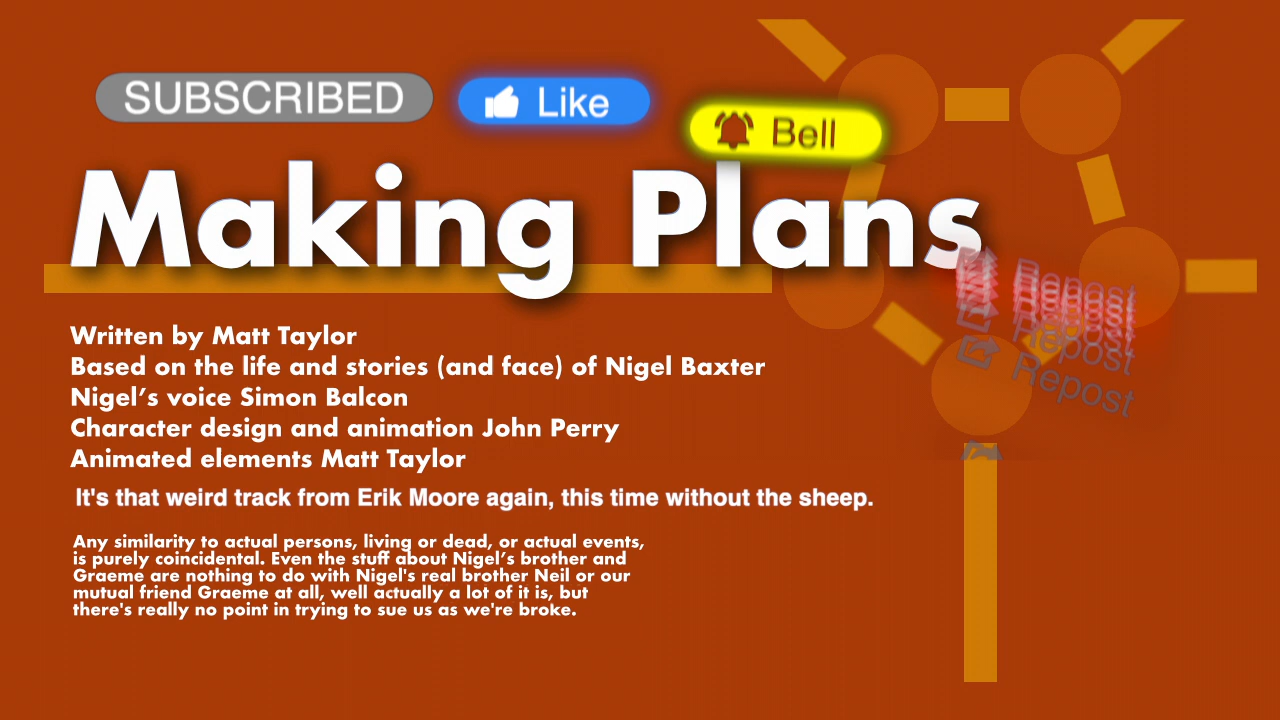 SUBSCRIBED
Like
Bell
Making Plans
Repost
Repost
Repost
Repost
Written by Matt Taylor
Based on the life and stories (and face) of Nigel Baxter
Nigel’s voice Simon Balcon
Character design and animation John Perry
Animated elements Matt Taylor
It's that weird track from Erik Moore again, this time without the sheep.
Any similarity to actual persons, living or dead, or actual events,
is purely coincidental. Even the stuff about Nigel’s brother and
Graeme are nothing to do with Nigel's real brother Neil or our
mutual friend Graeme at all, well actually a lot of it is, but
there's really no point in trying to sue us as we're broke.